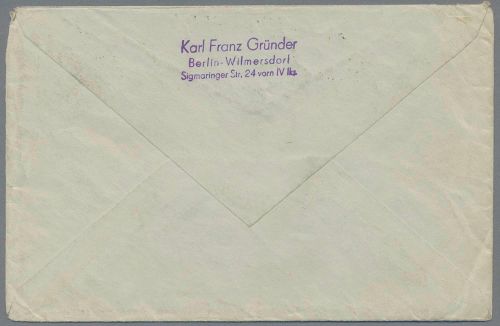 Karl Franz Gründer
Berlin-Wilmersdorf
Sigmaringer Str. 24 vorn IV lks.